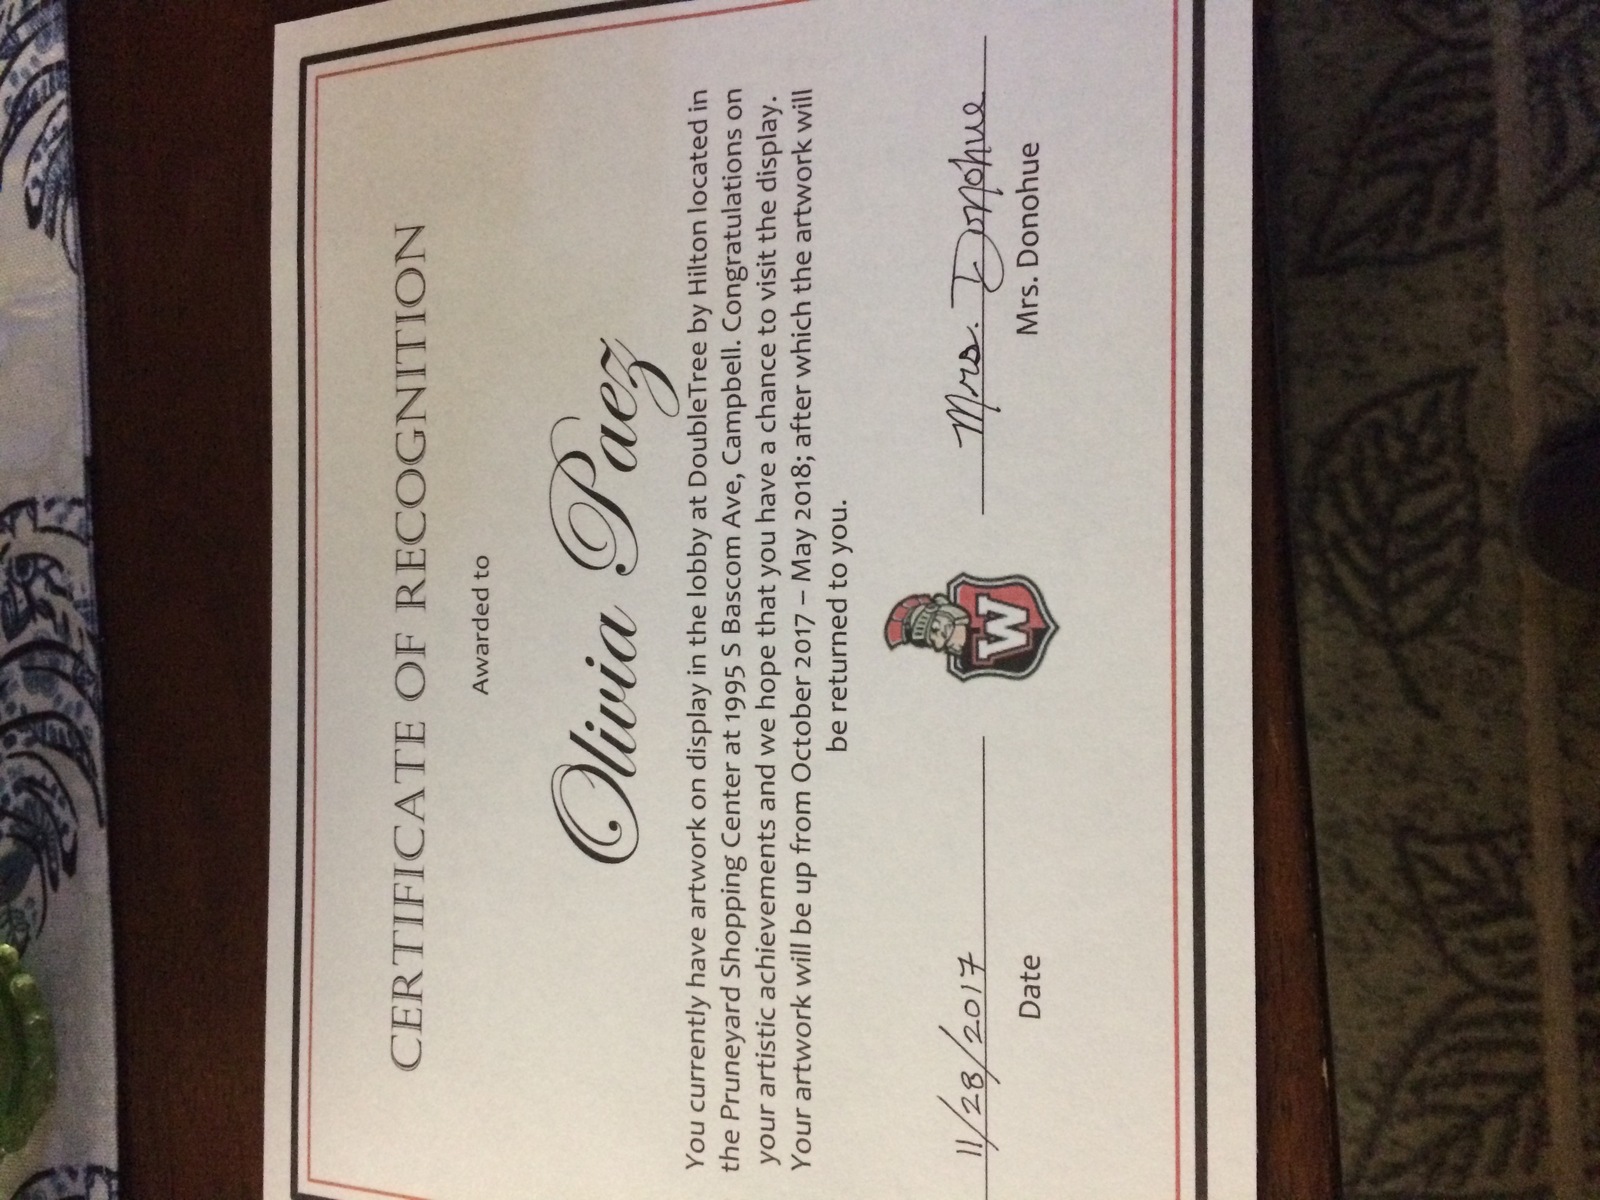 CERTIFICATE OF RECOGNITION
Awarded to
Olivia Paez
You currently have artwork on display in the lobby at DoubleTree by Hilton located in
the Pruneyard Shopping Center at 1995 S Bascom Ave, Campbell. Congratulations on
your artistic achievements and we hope that you have a chance to visit the display.
Your artwork will be up from October 2017 – May 2018; after which the artwork will
be returned to you.
W
11/28/2017 Mrs. Donohue
Date Mrs. Donohue